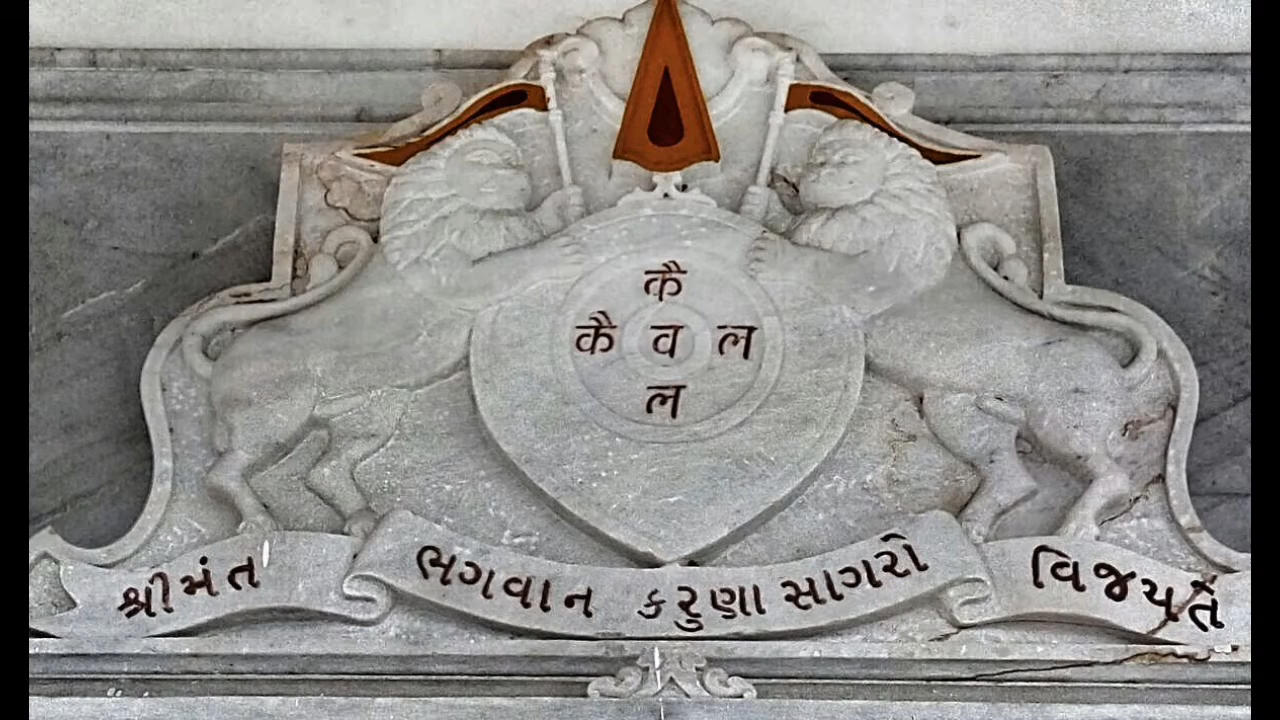 कै
कै व ल
ल
શ્રીમંત ભગવાન કરુણાસાગરો વિજયતે